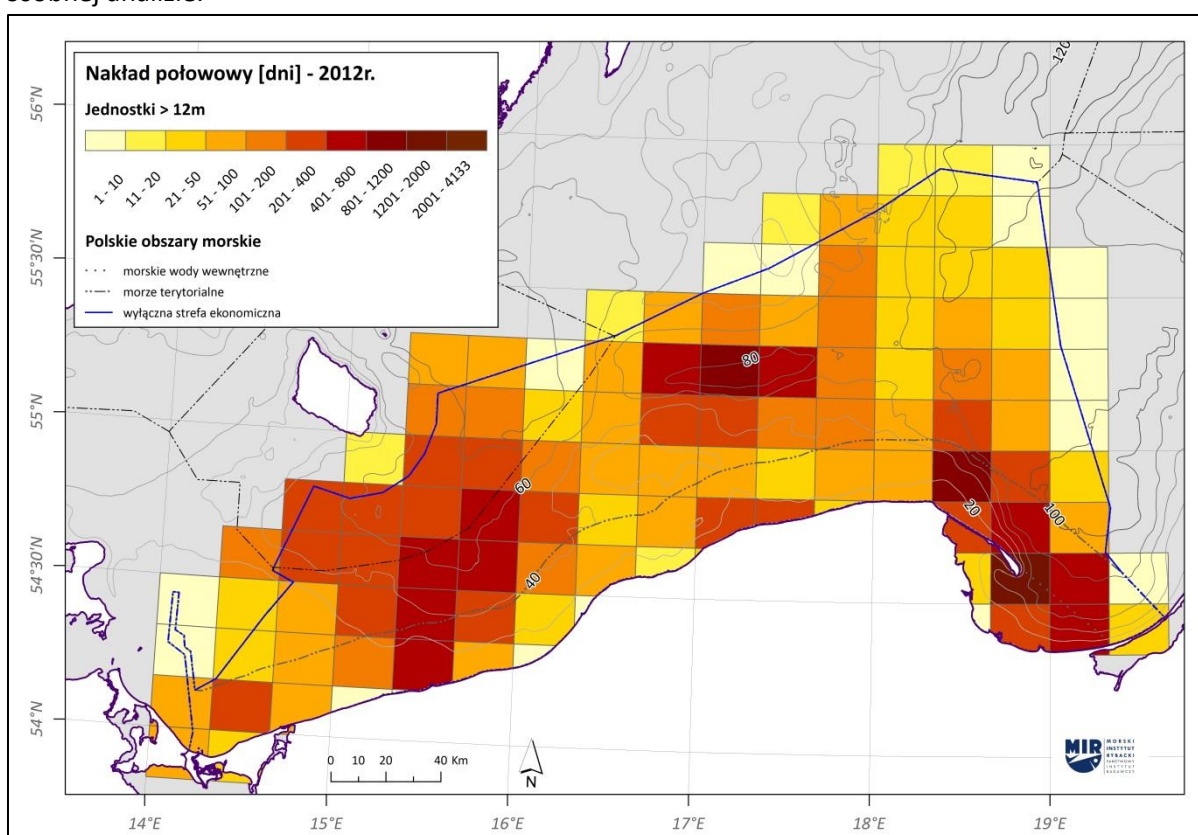 osobnej analizie.
Nakład połowowy [dni] - 2012r.
Jednostki > 12m
1 - 10
11 - 20
21 - 50
51 - 100
101 - 200
201 - 400
401 - 800
801 - 1200
1201 - 2000
2001 - 4133
Polskie obszary morskie
morskie wody wewnętrzne
morze terytorialne
wyłączna strefa ekonomiczna
56°N
55°30'N
55°N
54°30'N
54°N
120
80
60
40
20
100
0 10 20 40 Km
N
MIR
MORSKI
INSTYTUT
RYBACKI
PAŃSTWOWY
INSTYTUT
BADAWCZY
14°E
15°E
16°E
17°E
18°E
19°E